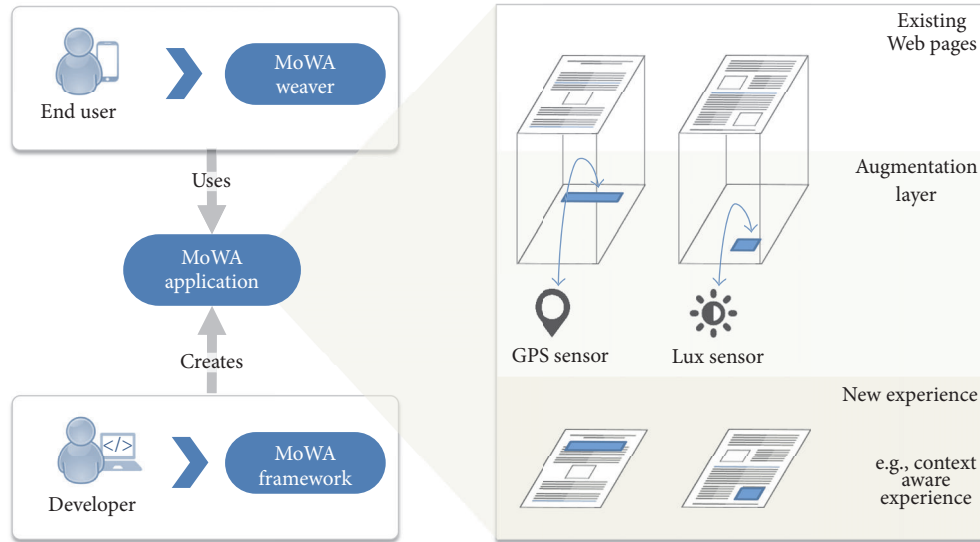 End user
MoWA
weaver
Uses
MoWA
application
Creates
Developer
</>
MoWA
framework
Existing
Web pages
Augmentation
layer
GPS sensor
Lux sensor
New experience
e.g., context
aware
experience